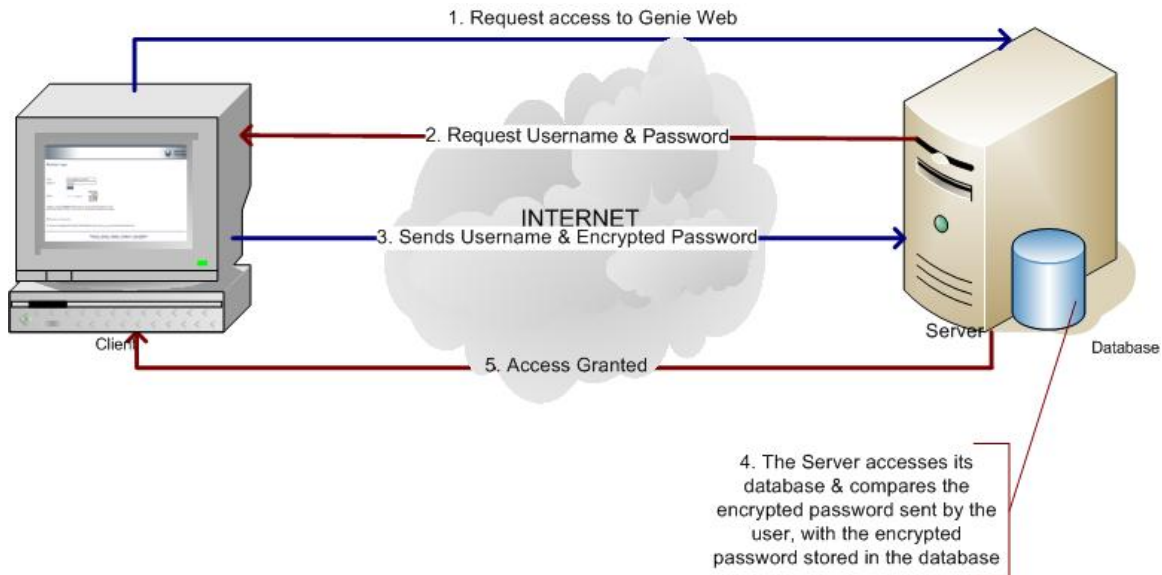 1. Request access to Genie Web
2. Request Username & Password
INTERNET
3. Sends Username & Encrypted Password
Client
Server
Database
5. Access Granted
4. The Server accesses its
database & compares the
encrypted password sent by the
user, with the encrypted
password stored in the database